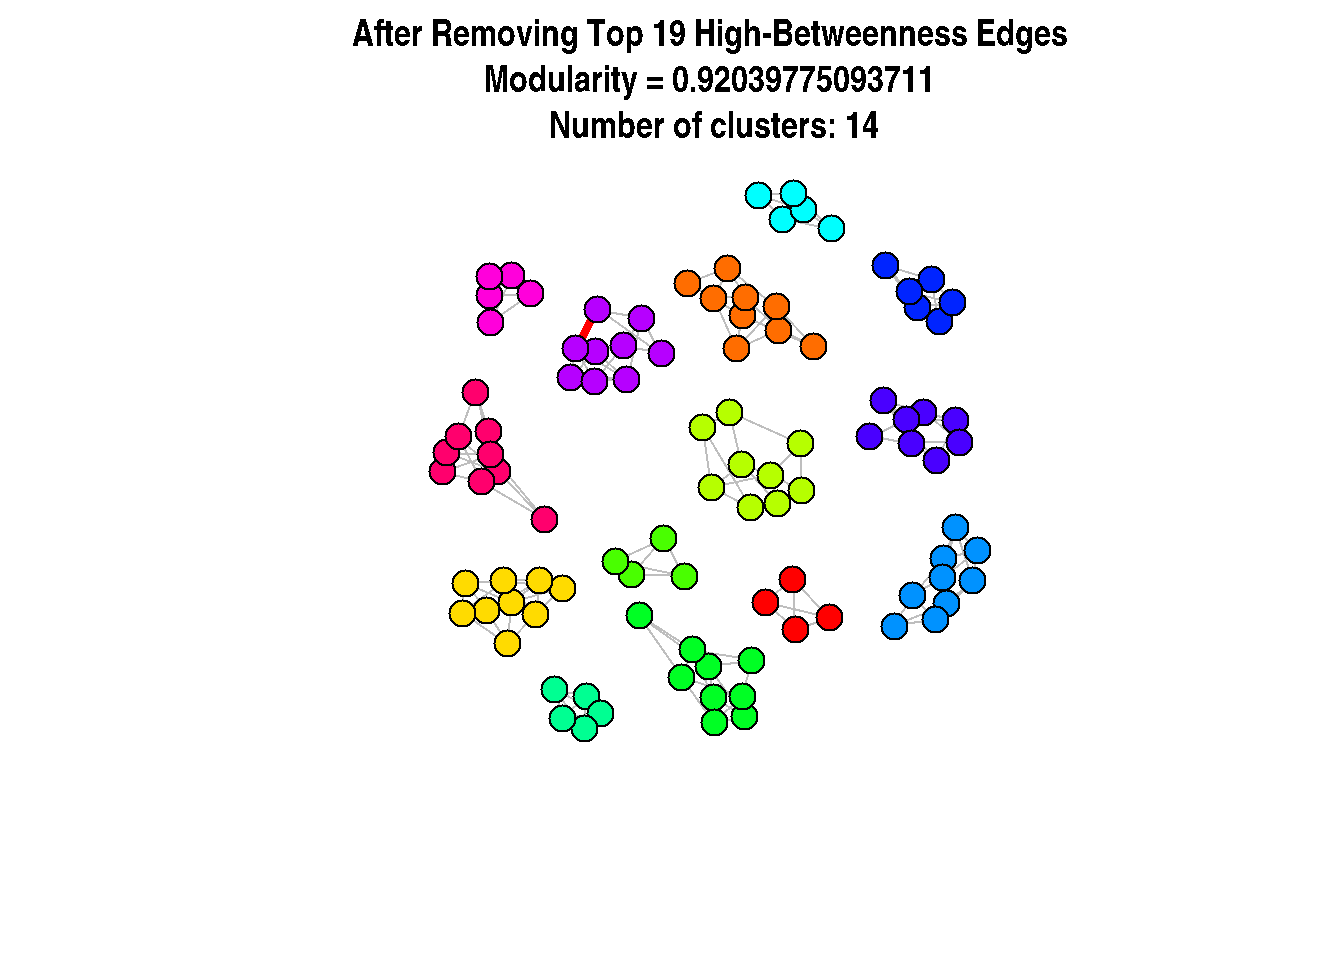 After Removing Top 19 High-Betweenness Edges
Modularity = 0.92039775093711
Number of clusters: 14